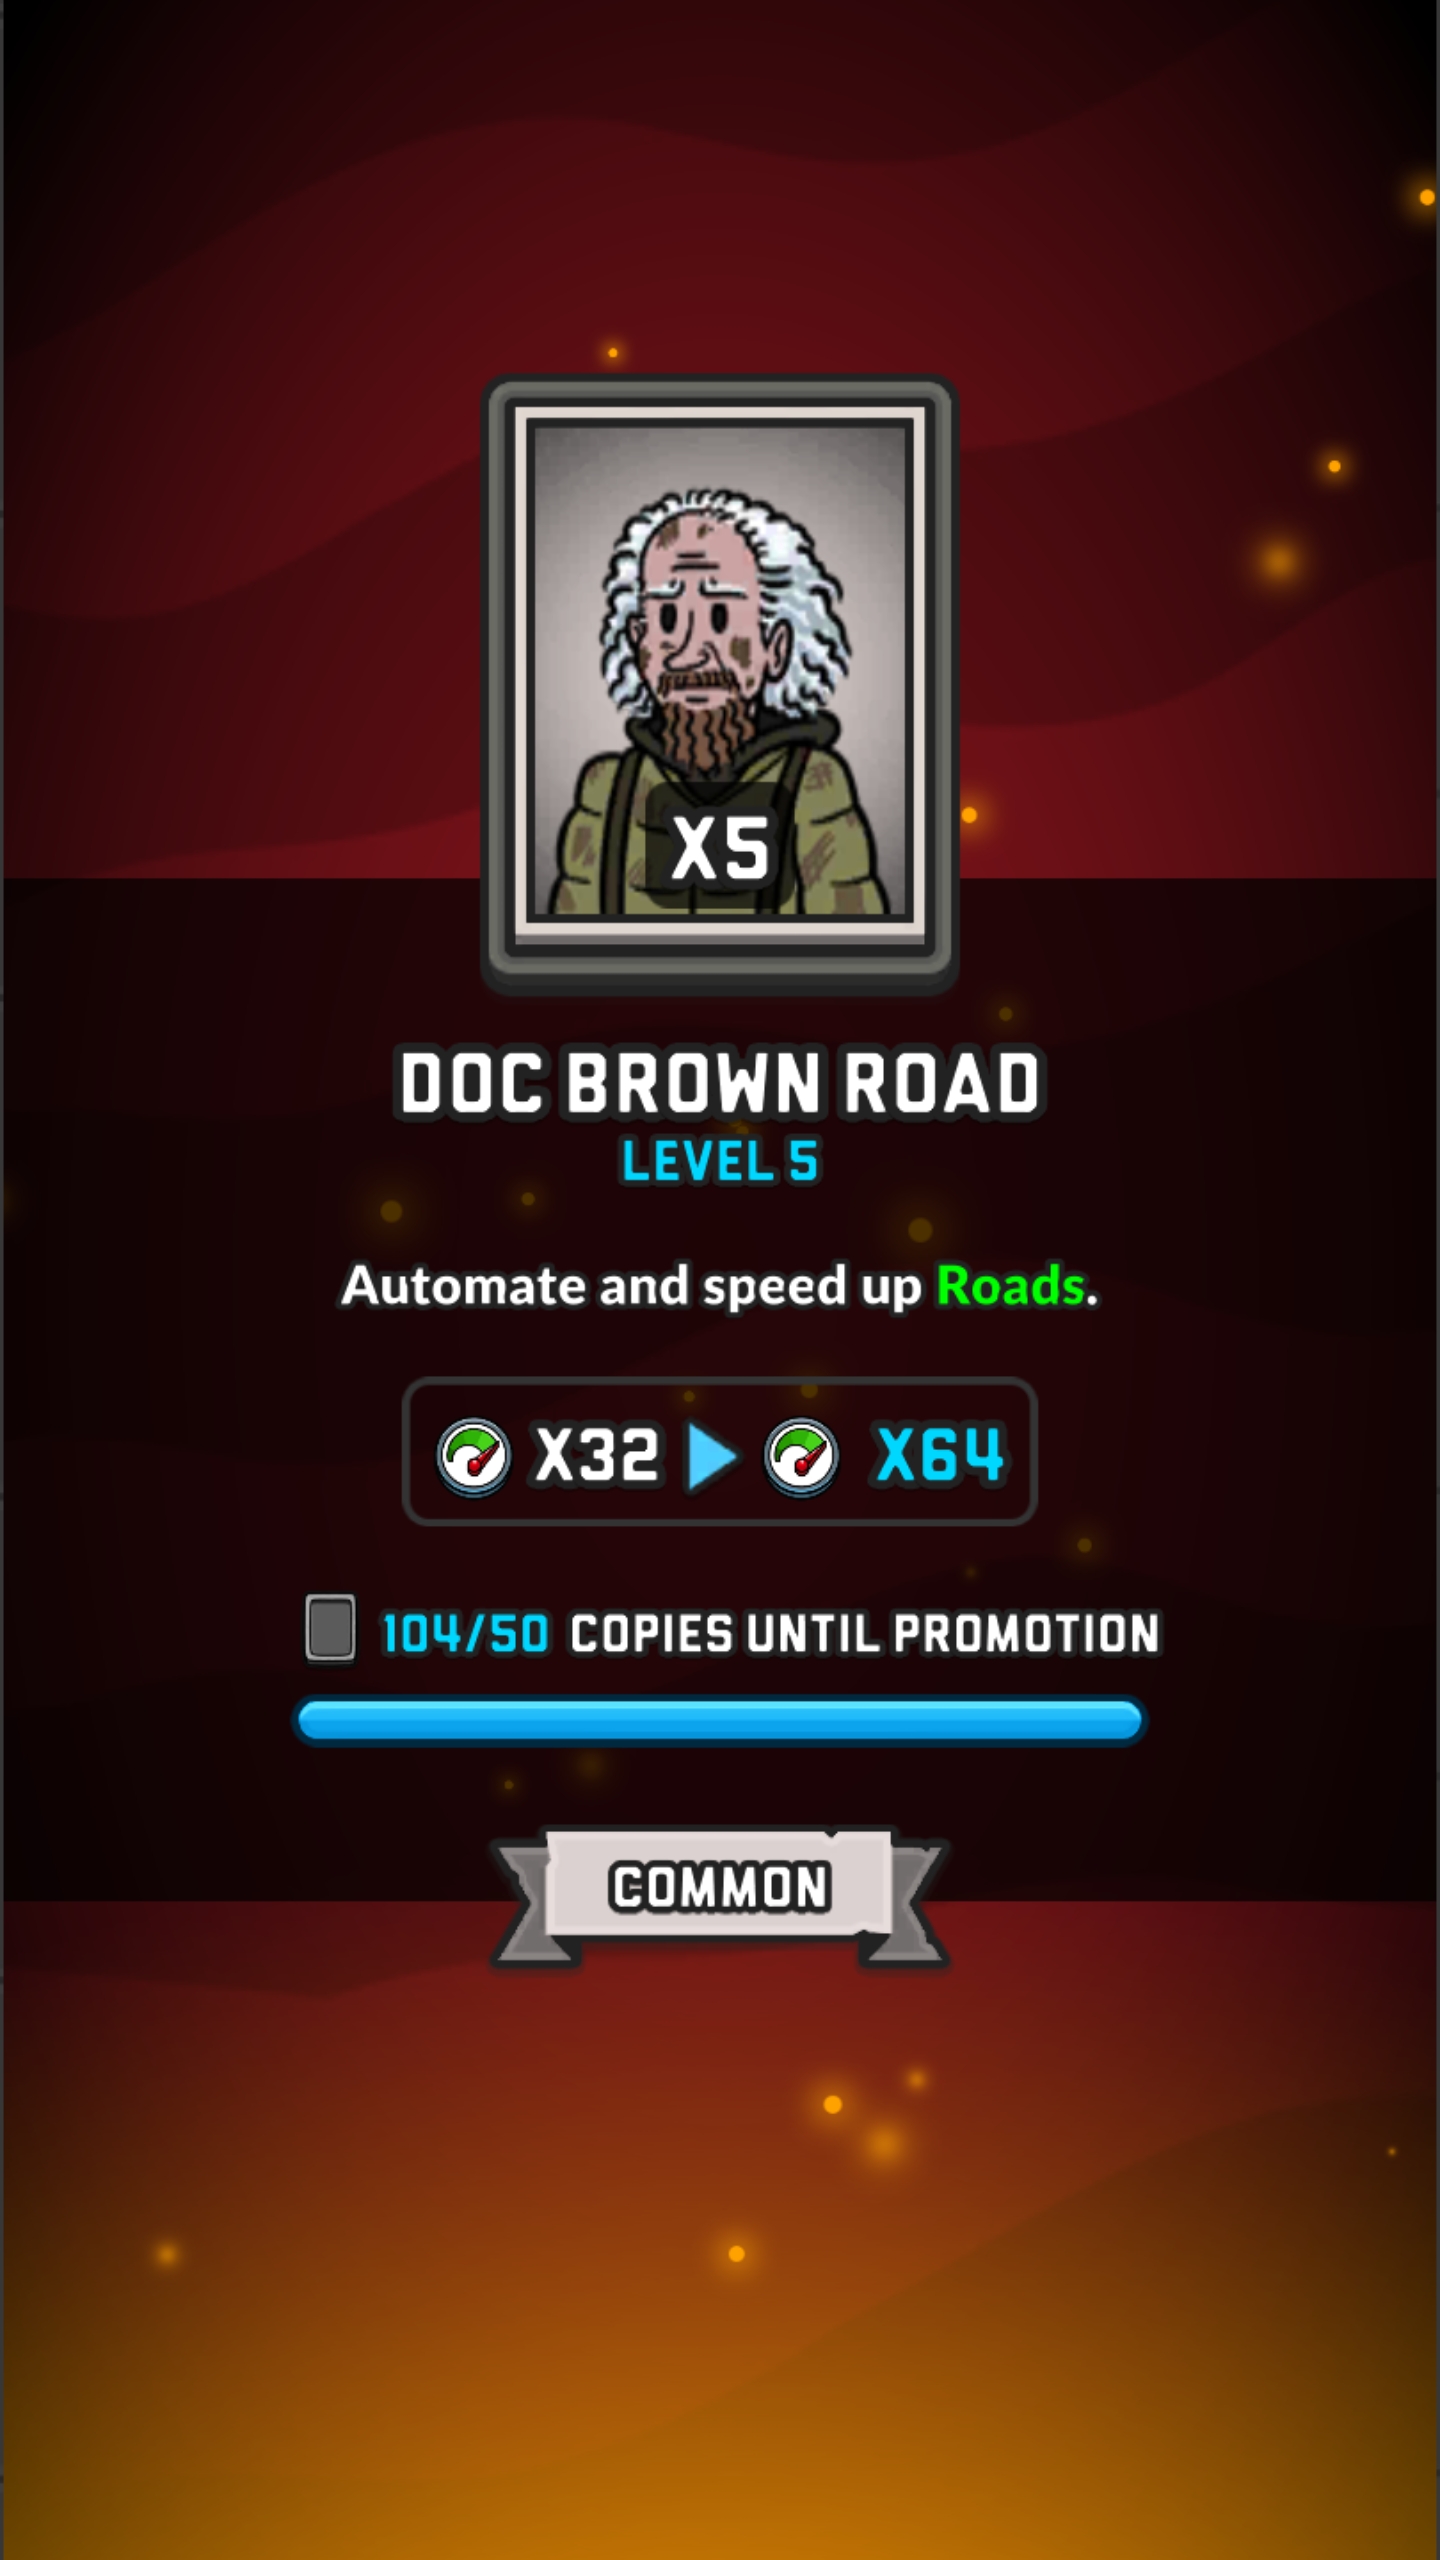 X5
DOC BROWN ROAD
LEVEL 5
Automate and speed up Roads.
X32 X64
104/50 COPIES UNTIL PROMOTION
COMMON